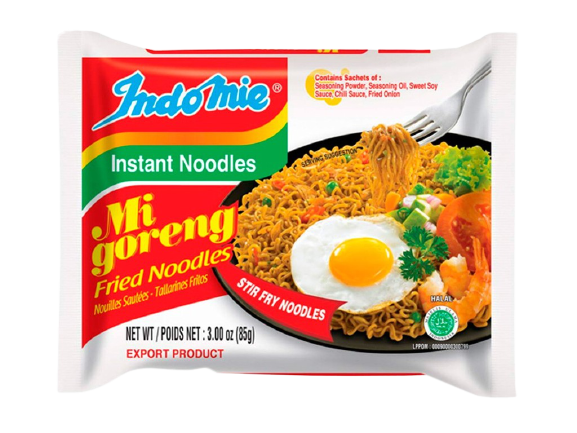 Indomie®
Contains Sachets of :
Seasoning Powder, Seasoning Oil, Sweet Soy
Sauce, Chili Sauce, Fried Onion
Instant Noodles
SERVING SUGGESTION
Mi
goreng
Fried Noodles
Nouilles Sautées - Tallarines Fritos
STIR FRY NOODLES
HALAL
NET WT / POIDS NET : 3.00 oz (85g)
EXPORT PRODUCT